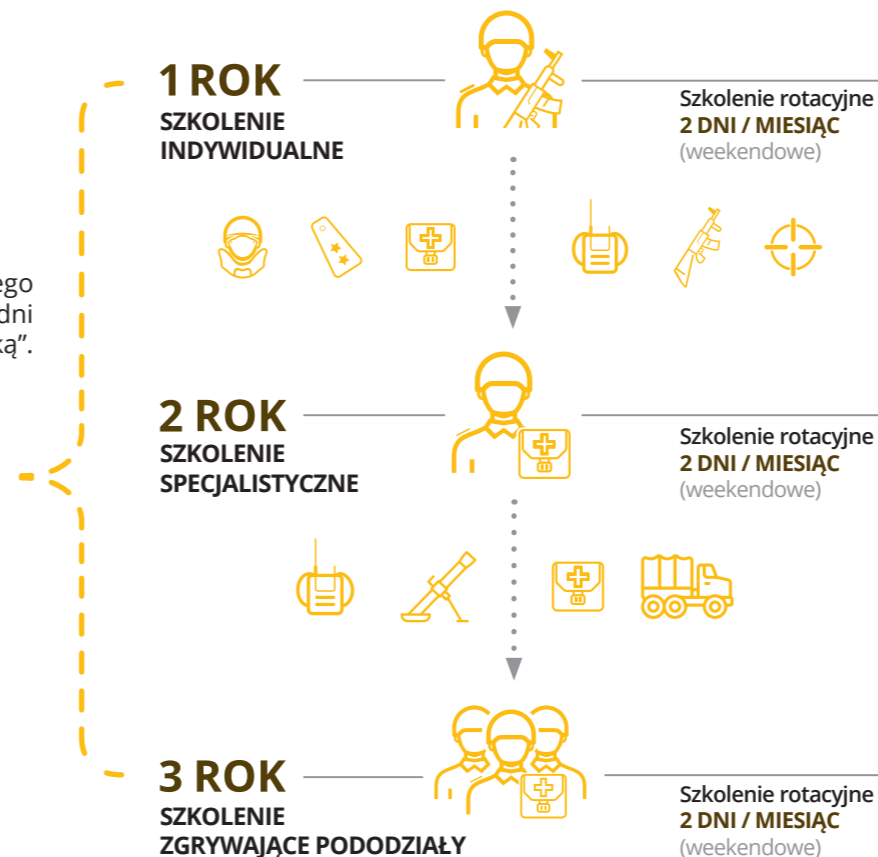 1 ROK
SZKOLENIE
INDYWIDUALNE
Szkolenie rotacyjne
2 DNI / MIESIĄC
(weekendowe)
2 ROK
SZKOLENIE
SPECJALISTYCZNE
Szkolenie rotacyjne
2 DNI / MIESIĄC
(weekendowe)
3 ROK
SZKOLENIE
ZGRYWAJĄCE PODODZIAŁY
Szkolenie rotacyjne
2 DNI / MIESIĄC
(weekendowe)